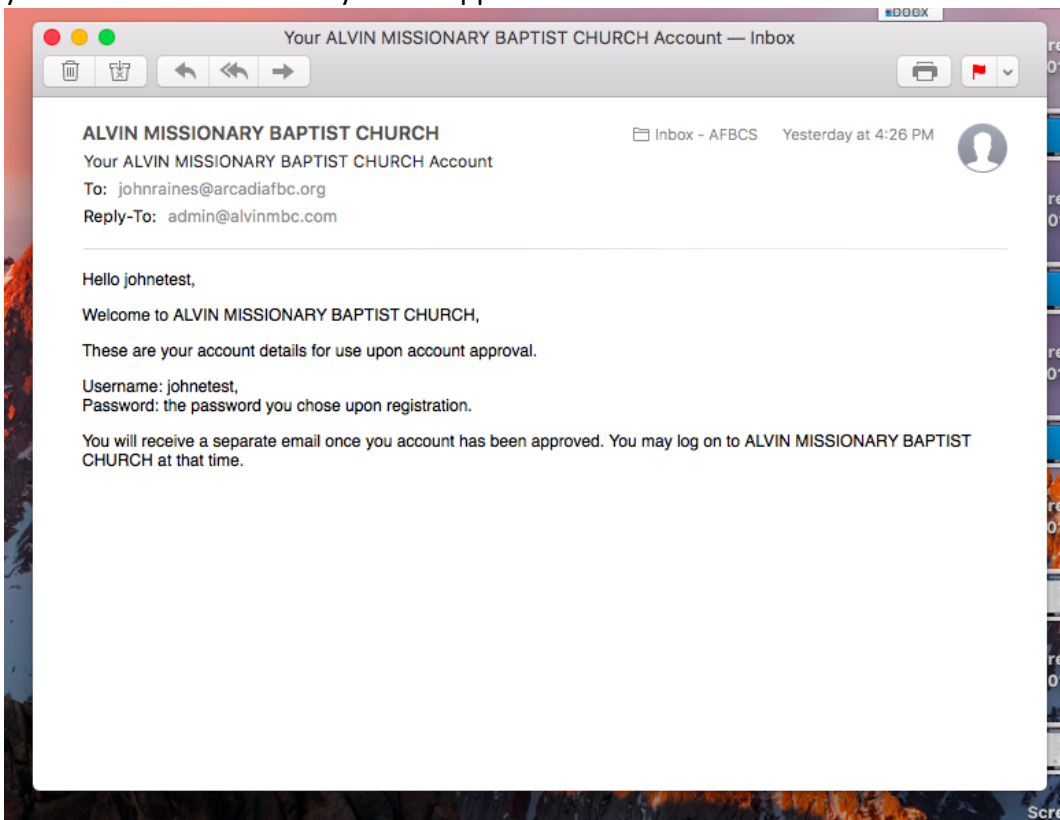 DOCX
Your ALVIN MISSIONARY BAPTIST CHURCH Account — Inbox
ALVIN MISSIONARY BAPTIST CHURCH
Inbox - AFBCS Yesterday at 4:26 PM
Your ALVIN MISSIONARY BAPTIST CHURCH Account
To: johnraines@arcadiafbc.org
Reply-To: admin@alvinmbc.com
Hello johnetest,
Welcome to ALVIN MISSIONARY BAPTIST CHURCH,
These are your account details for use upon account approval.
Username: johnetest,
Password: the password you chose upon registration.
You will receive a separate email once you account has been approved. You may log on to ALVIN MISSIONARY BAPTIST
CHURCH at that time.
Scre